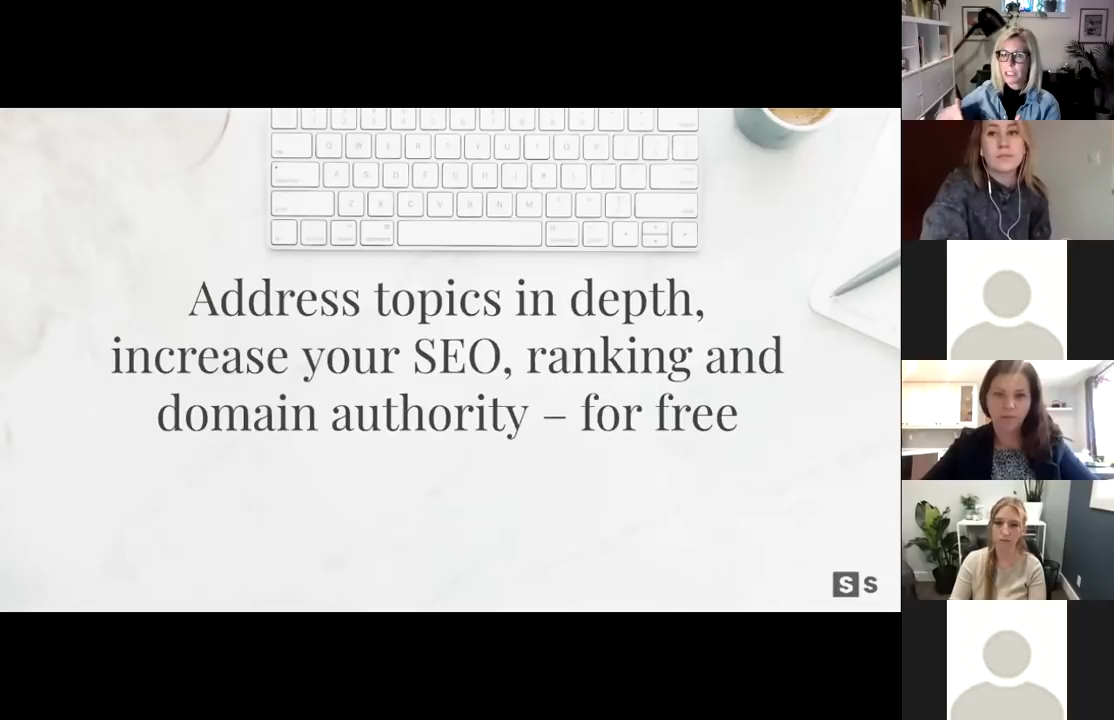 Q W E R T Y U I O P
A S D F G H J K L
Z X C V B N M
Address topics in depth,
increase your SEO, ranking and
domain authority – for free
S S